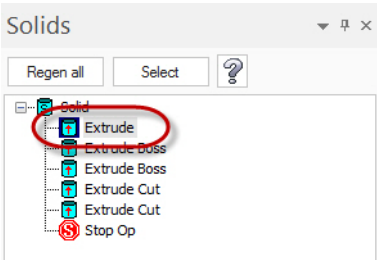 Solids
Regen all Select ?
Solid
Extrude
Extrude Boss
Extrude Boss
Extrude Cut
Extrude Cut
Stop Op